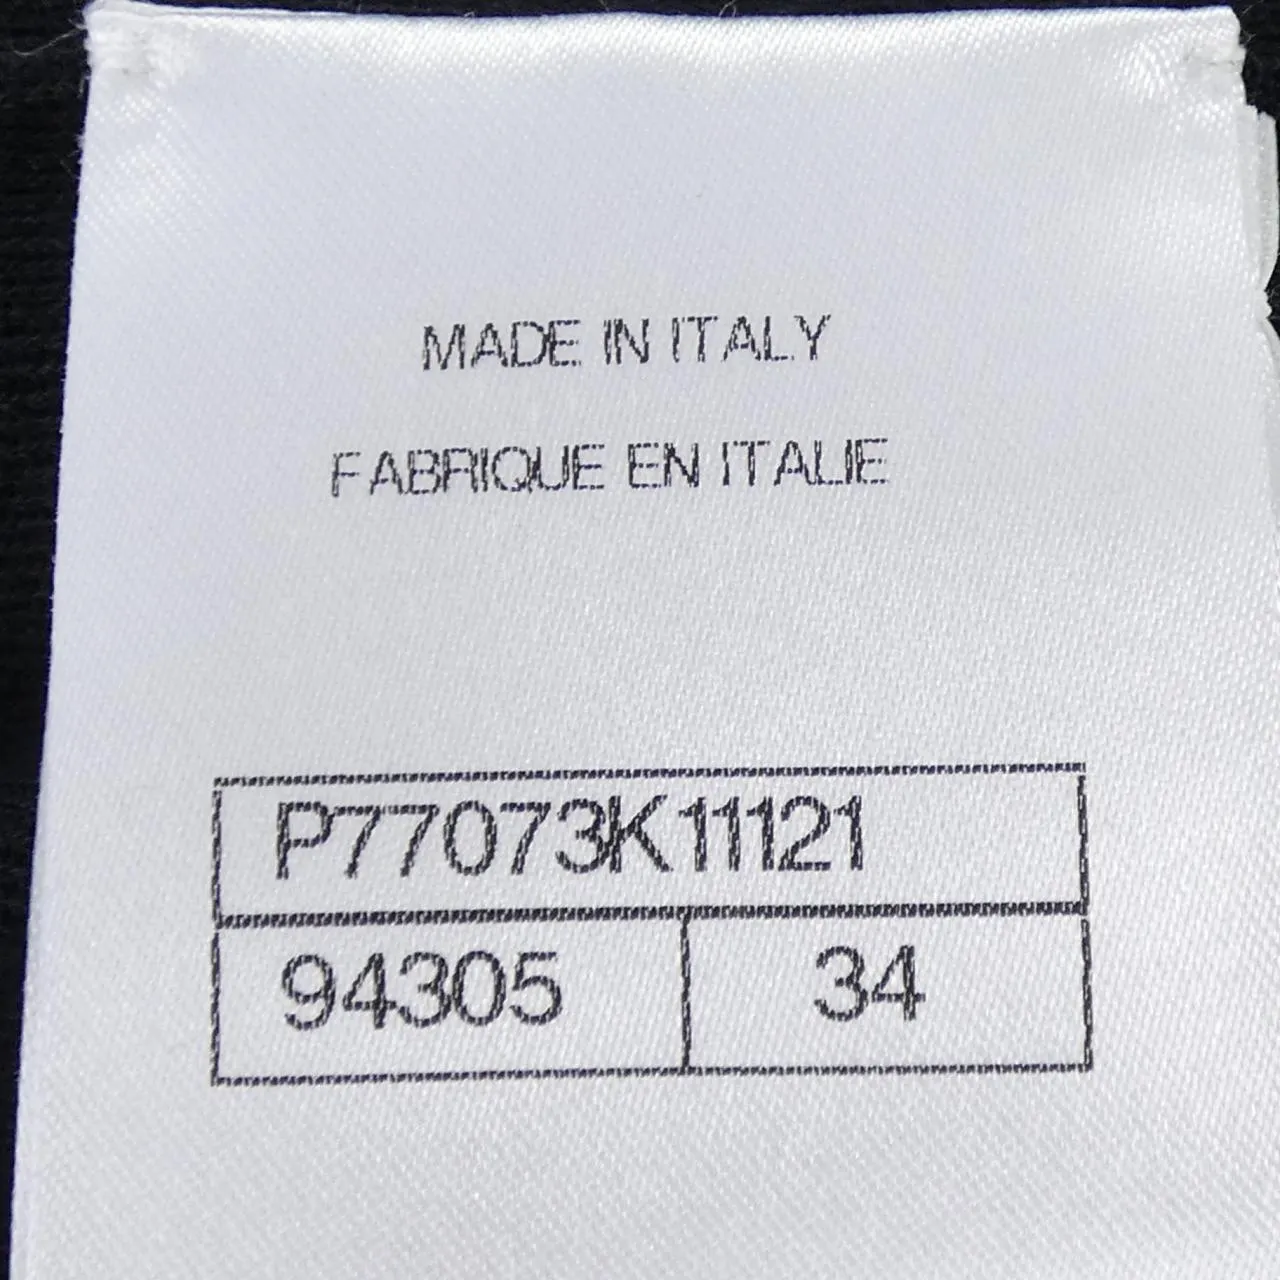 MADE IN ITALY
FABRIQUE EN ITALIE
P77073K11121
94305 34